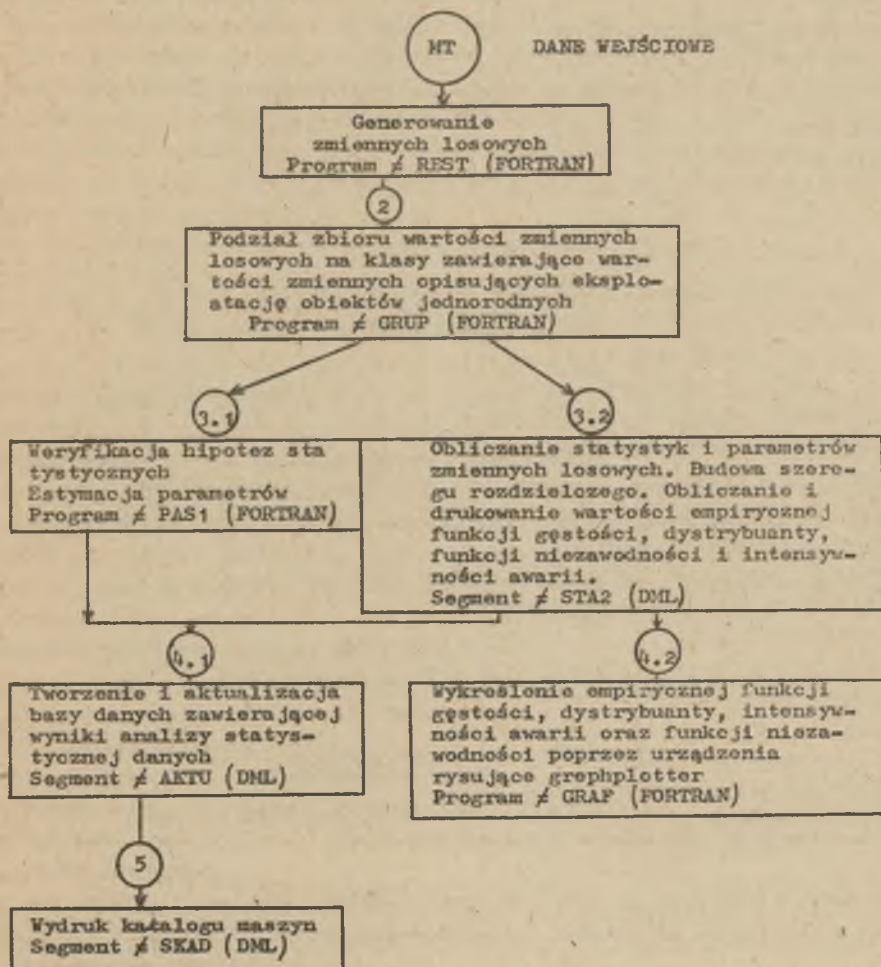 MT DANE WEJŚCIOWE
Generowanie
zmiennych losowych
Program ≠ REST (FORTRAN)
2
Podział zbioru wartości zmiennych
losowych na klasy zawierające war-
tości zmiennych opisujących eksplo-
atację obiektów jednorodnych
Program ≠ GRUP (FORTRAN)
3.1
Weryfikacja hipotez sta
tystycznych
Estymacja parametrów
Program ≠ PAS1 (FORTRAN)
3.2
Obliczanie statystyk i parametrów
zmiennych losowych. Budowa szere-
gu rozdzielczego. Obliczanie i
drukowanie wartości empirycznej
funkcji gęstości, dystrybuanty,
funkcji niezawodności i intensyw-
ności awarii.
Segment ≠ STA2 (DML)
4.1
Tworzenie i aktualizacja
bazy danych zawierającej
wyniki analizy statys-
tycznej danych
Segment ≠ AKTU (DML)
4.2
Wykreślenie empirycznej funkcji
gęstości, dystrybuanty, intensyw-
ności awarii oraz funkcji nieza-
wodności poprzez urządzenia
rysujące grephplotter
Program ≠ GRAF (FORTRAN)
5
Wydruk katalogu maszyn
Segment ≠ SKAD (DML)